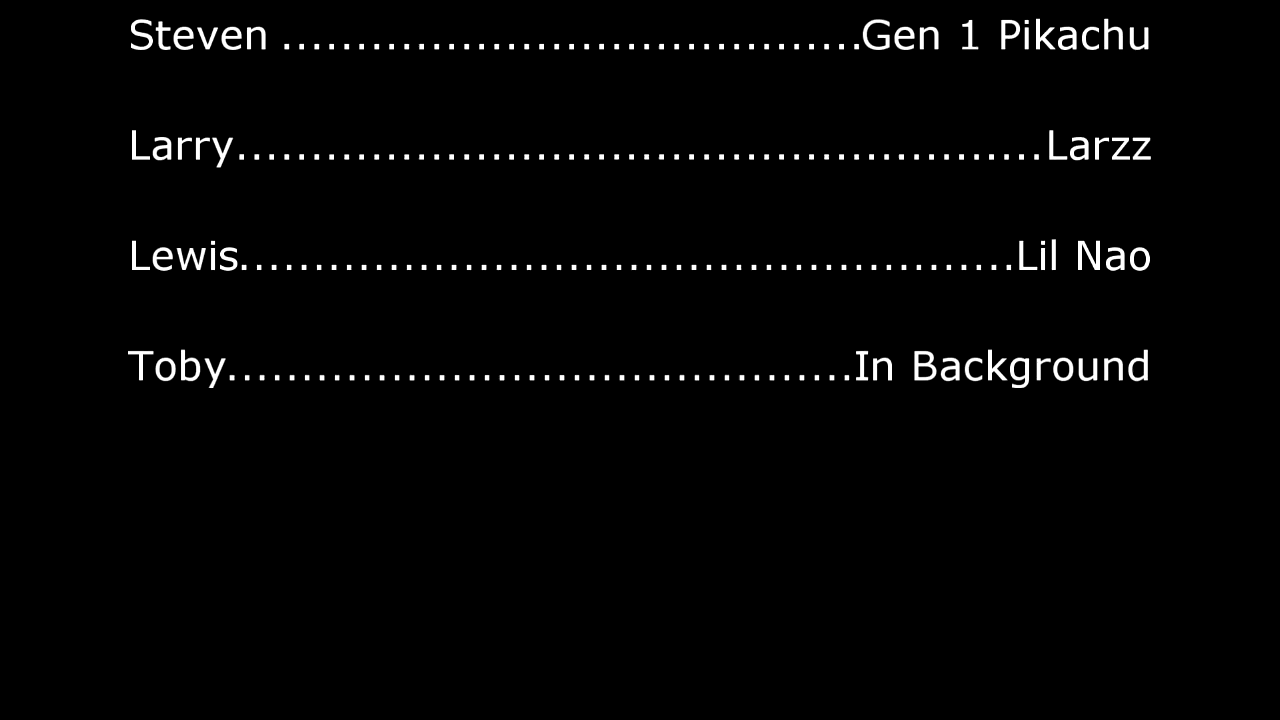 Steven .......................................Gen 1 Pikachu
Larry......................................................Larzz
Lewis....................................................Lil Nao
Toby..........................................In Background